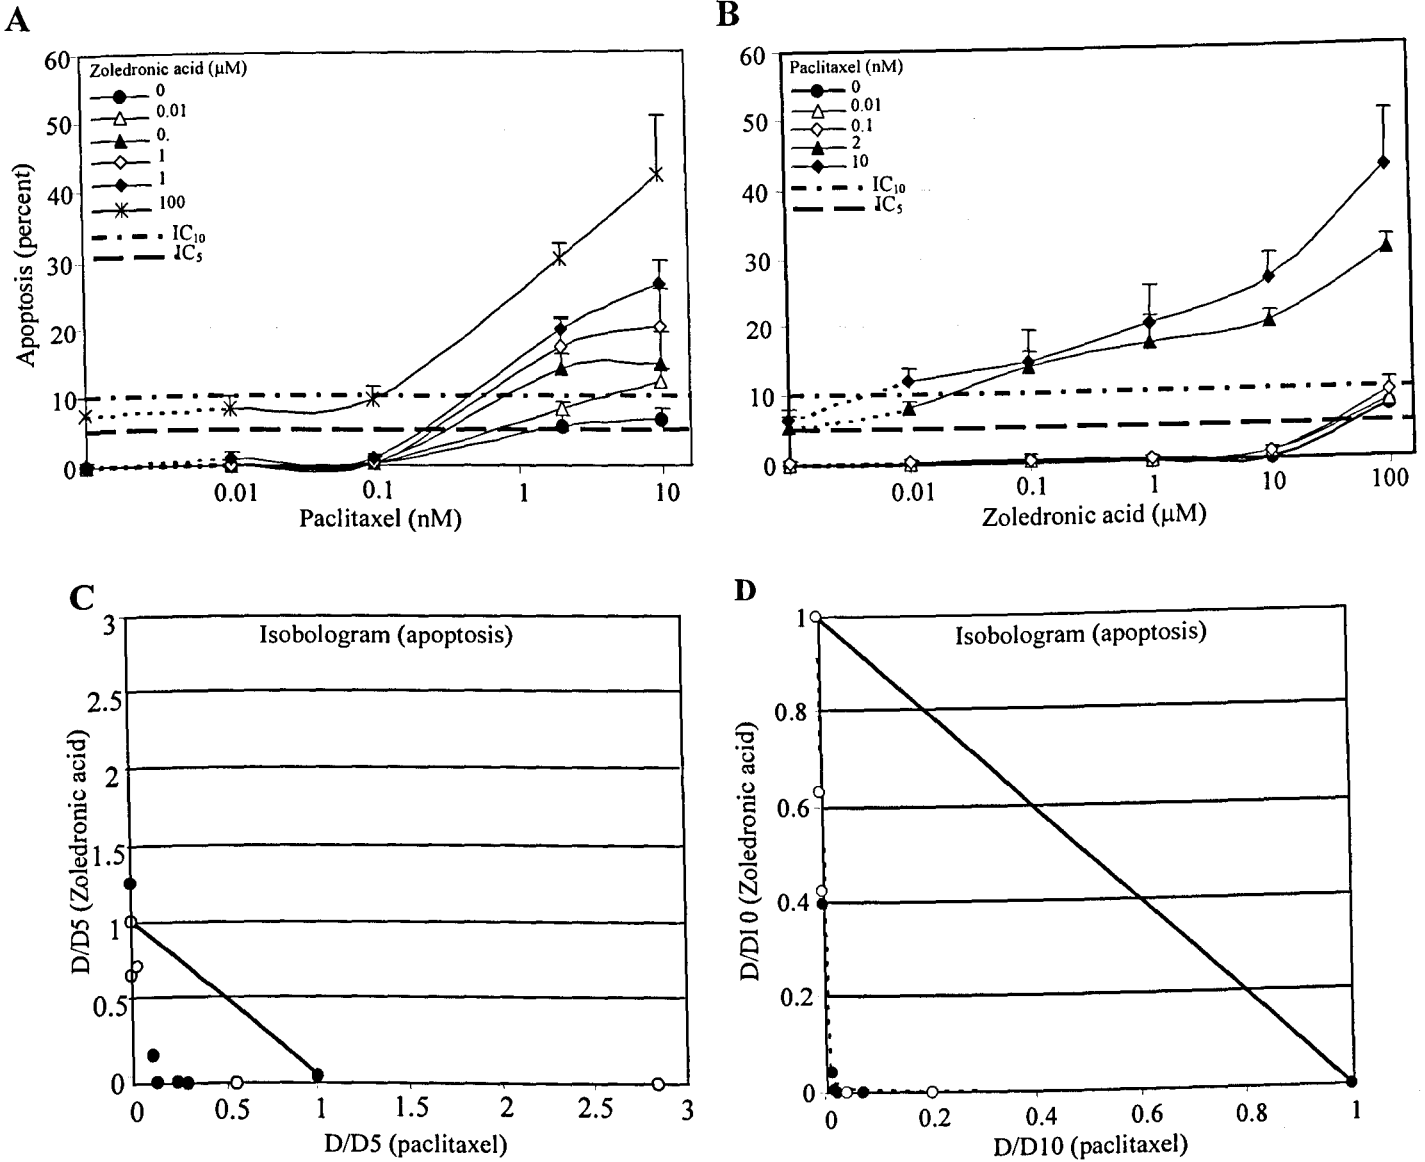 A
60
50
40
30
20
10
0
Apoptosis (percent)
Zoledronic acid (μM)
0
0.01
0.
1
1
100
IC10
IC5
0.01 0.1 1 10
Paclitaxel (nM)
B
60
50
40
30
20
10
0
Paclitaxel (nM)
0
0.01
0.1
2
10
IC10
IC5
0.01 0.1 1 10 100
Zoledronic acid (μM)
C
3
2.5
2
1.5
1
0.5
0
D/D5 (Zoledronic acid)
Isobologram (apoptosis)
0 0.5 1 1.5 2 2.5 3
D/D5 (paclitaxel)
D
1
0.8
0.6
0.4
0.2
0
D/D10 (Zoledronic acid)
Isobologram (apoptosis)
0 0.2 0.4 0.6 0.8 1
D/D10 (paclitaxel)